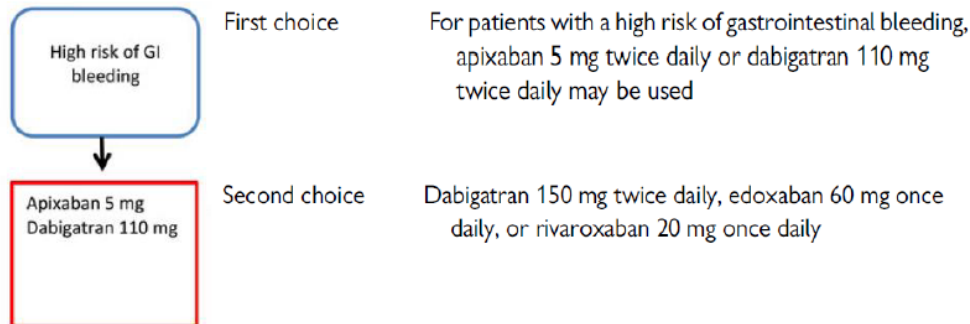 High risk of GI
bleeding
First choice
For patients with a high risk of gastrointestinal bleeding,
apixaban 5 mg twice daily or dabigatran 110 mg
twice daily may be used
Apixaban 5 mg
Dabigatran 110 mg
Second choice
Dabigatran 150 mg twice daily, edoxaban 60 mg once
daily, or rivaroxaban 20 mg once daily